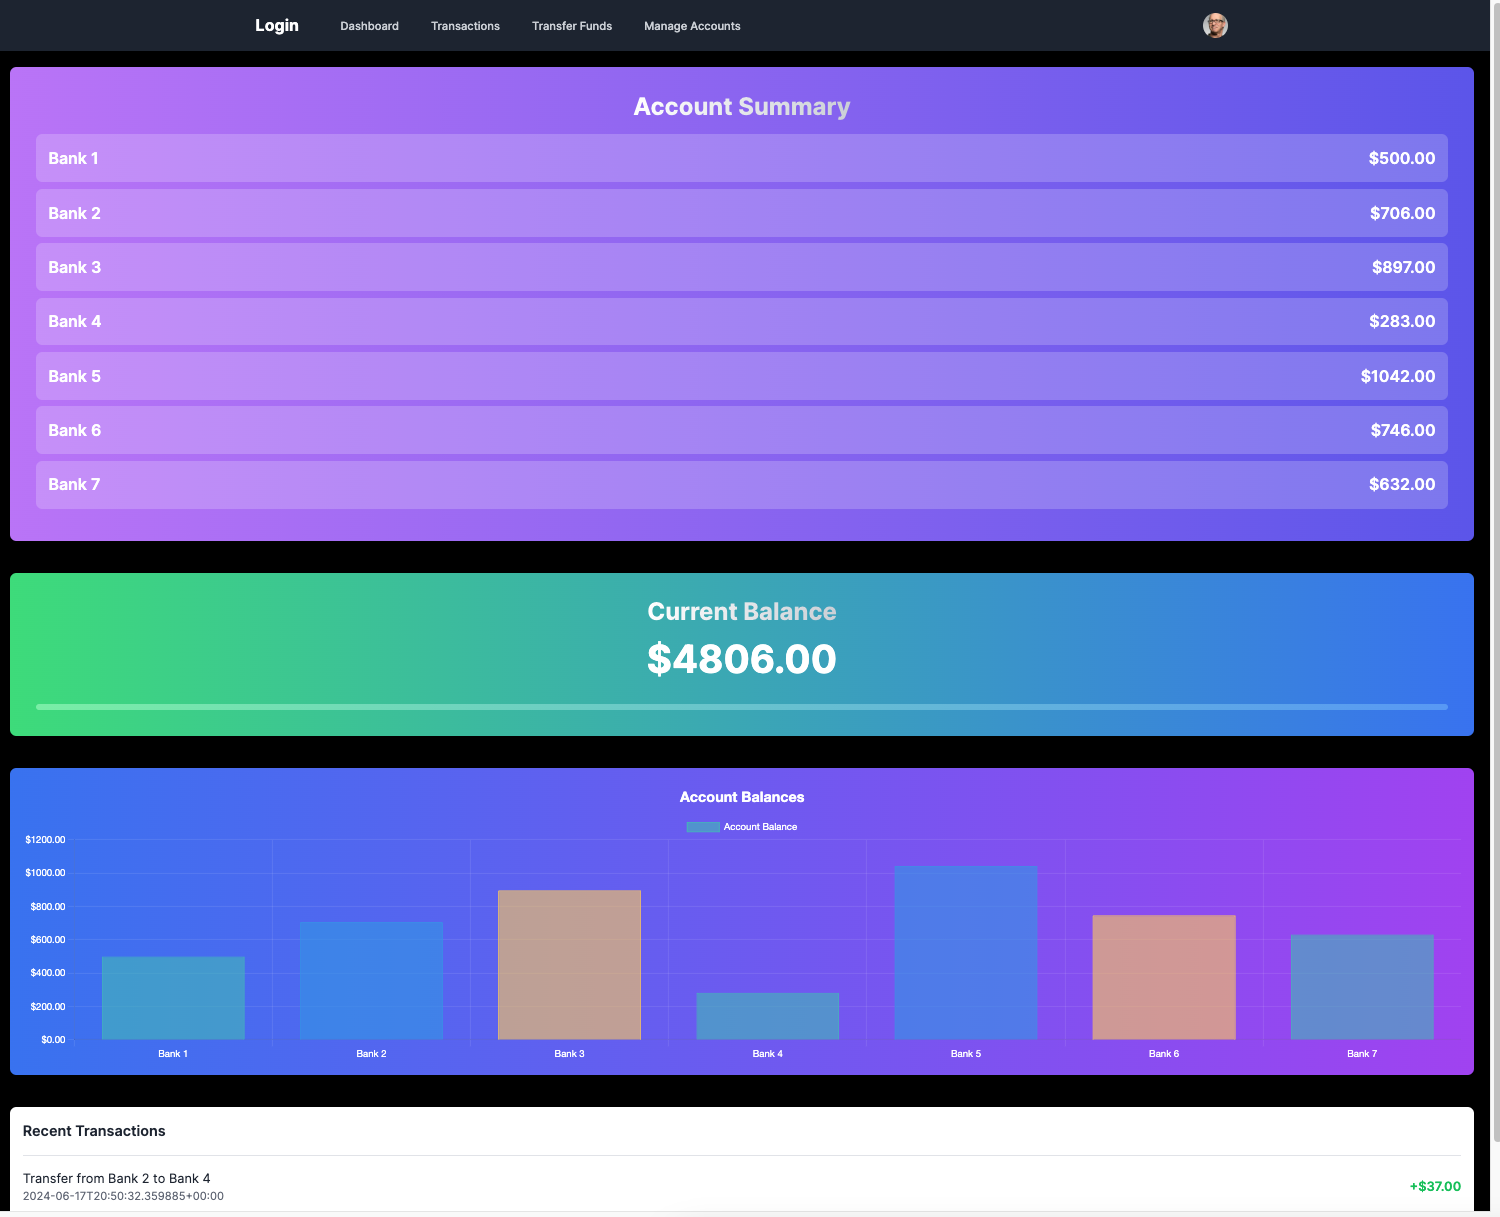 Login Dashboard Transactions Transfer Funds Manage Accounts
Account Summary
Bank 1 $500.00
Bank 2 $706.00
Bank 3 $897.00
Bank 4 $283.00
Bank 5 $1042.00
Bank 6 $746.00
Bank 7 $632.00
Current Balance
$4806.00
Account Balances
Account Balance
$1200.00
$1000.00
$800.00
$600.00
$400.00
$200.00
$0.00
Bank 1 Bank 2 Bank 3 Bank 4 Bank 5 Bank 6 Bank 7
Recent Transactions
Transfer from Bank 2 to Bank 4
2024-06-17T20:50:32.359885+00:00
+$37.00